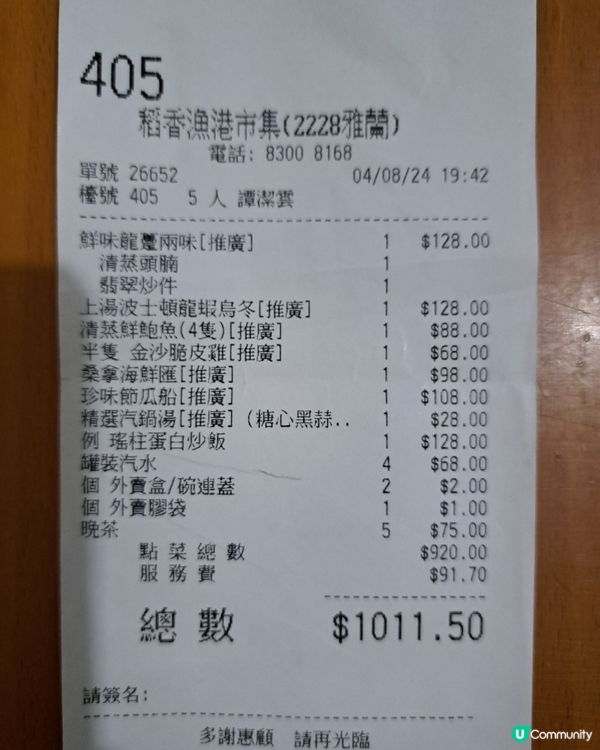 405
稻香漁港市集(2228雅蘭)
電話: 8300 8168
單號 26652 04/08/24 19:42
檯號 405 5 人 譚潔雲
鮮味龍躉兩味[推廣] 1 $128.00
清蒸頭腩 1
翡翠炒件 1
上湯波士頓龍蝦烏冬[推廣] 1 $128.00
清蒸鮮鮑魚(4隻)[推廣] 1 $88.00
半隻 金沙脆皮雞[推廣] 1 $68.00
桑拿海鮮匯[推廣] 1 $98.00
珍味節瓜船[推廣] 1 $108.00
精選汽鍋湯[推廣] (糖心黑蒜.. 1 $28.00
例 瑤柱蛋白炒飯 1 $128.00
罐裝汽水 4 $68.00
個 外賣盒/碗連蓋 2 $2.00
個 外賣膠袋 1 $1.00
晚茶 5 $75.00
點菜總數 $920.00
服務費 $91.70
總數 $1011.50
請簽名:
多謝惠顧 請再光臨
U Community